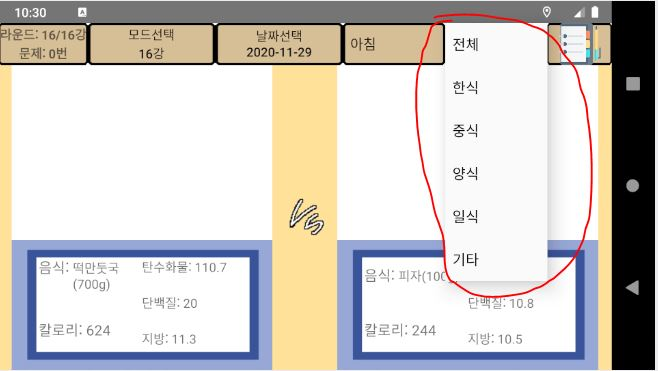 10:30 A
라운드: 16/16강
문제: 0번
모드선택
16강
날짜선택
2020-11-29
아침
전체
한식
중식
양식
일식
기타
VS
음식: 떡만둣국
(700g)
탄수화물: 110.7
단백질: 20
칼로리: 624
지방: 11.3
음식: 피자(100
단백질: 10.8
칼로리: 244
지방: 10.5